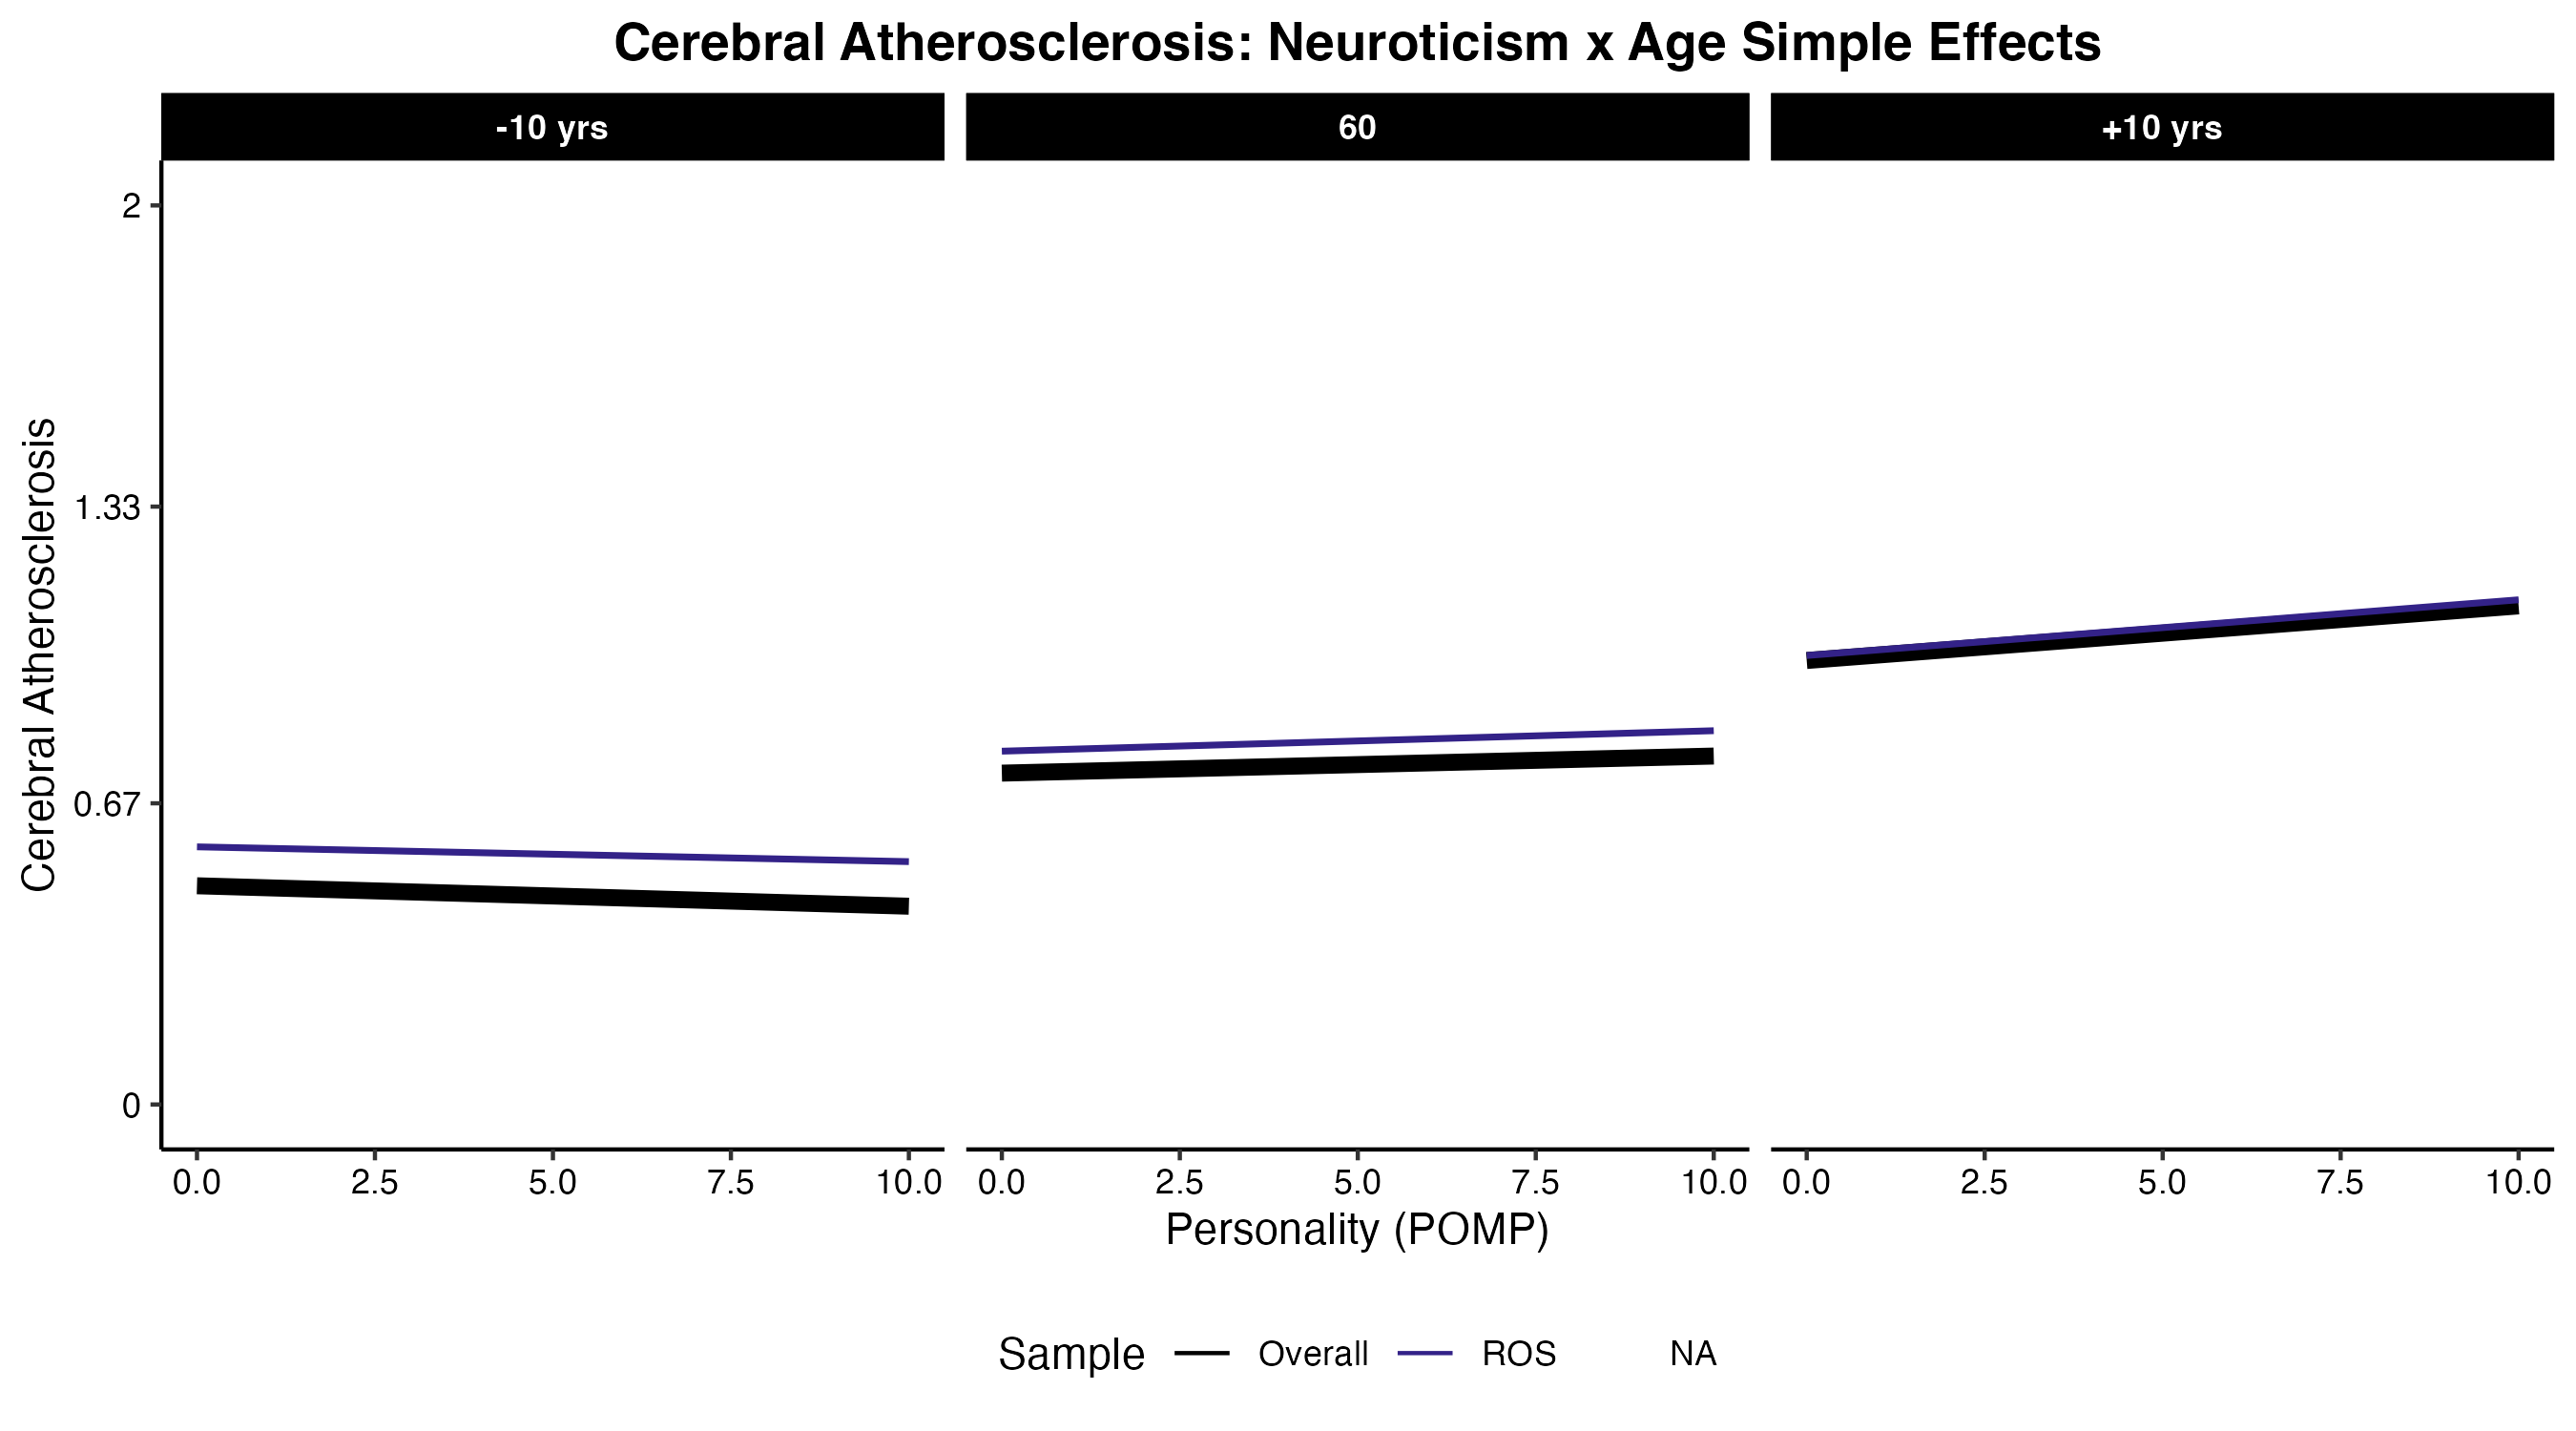 Cerebral Atherosclerosis: Neuroticism x Age Simple Effects
-10 yrs
60
+10 yrs
Cerebral Atherosclerosis
2
1.33
0.67
0
0.0 2.5 5.0 7.5 10.0
0.0 2.5 5.0 7.5 10.0
0.0 2.5 5.0 7.5 10.0
Personality (POMP)
Sample Overall ROS NA